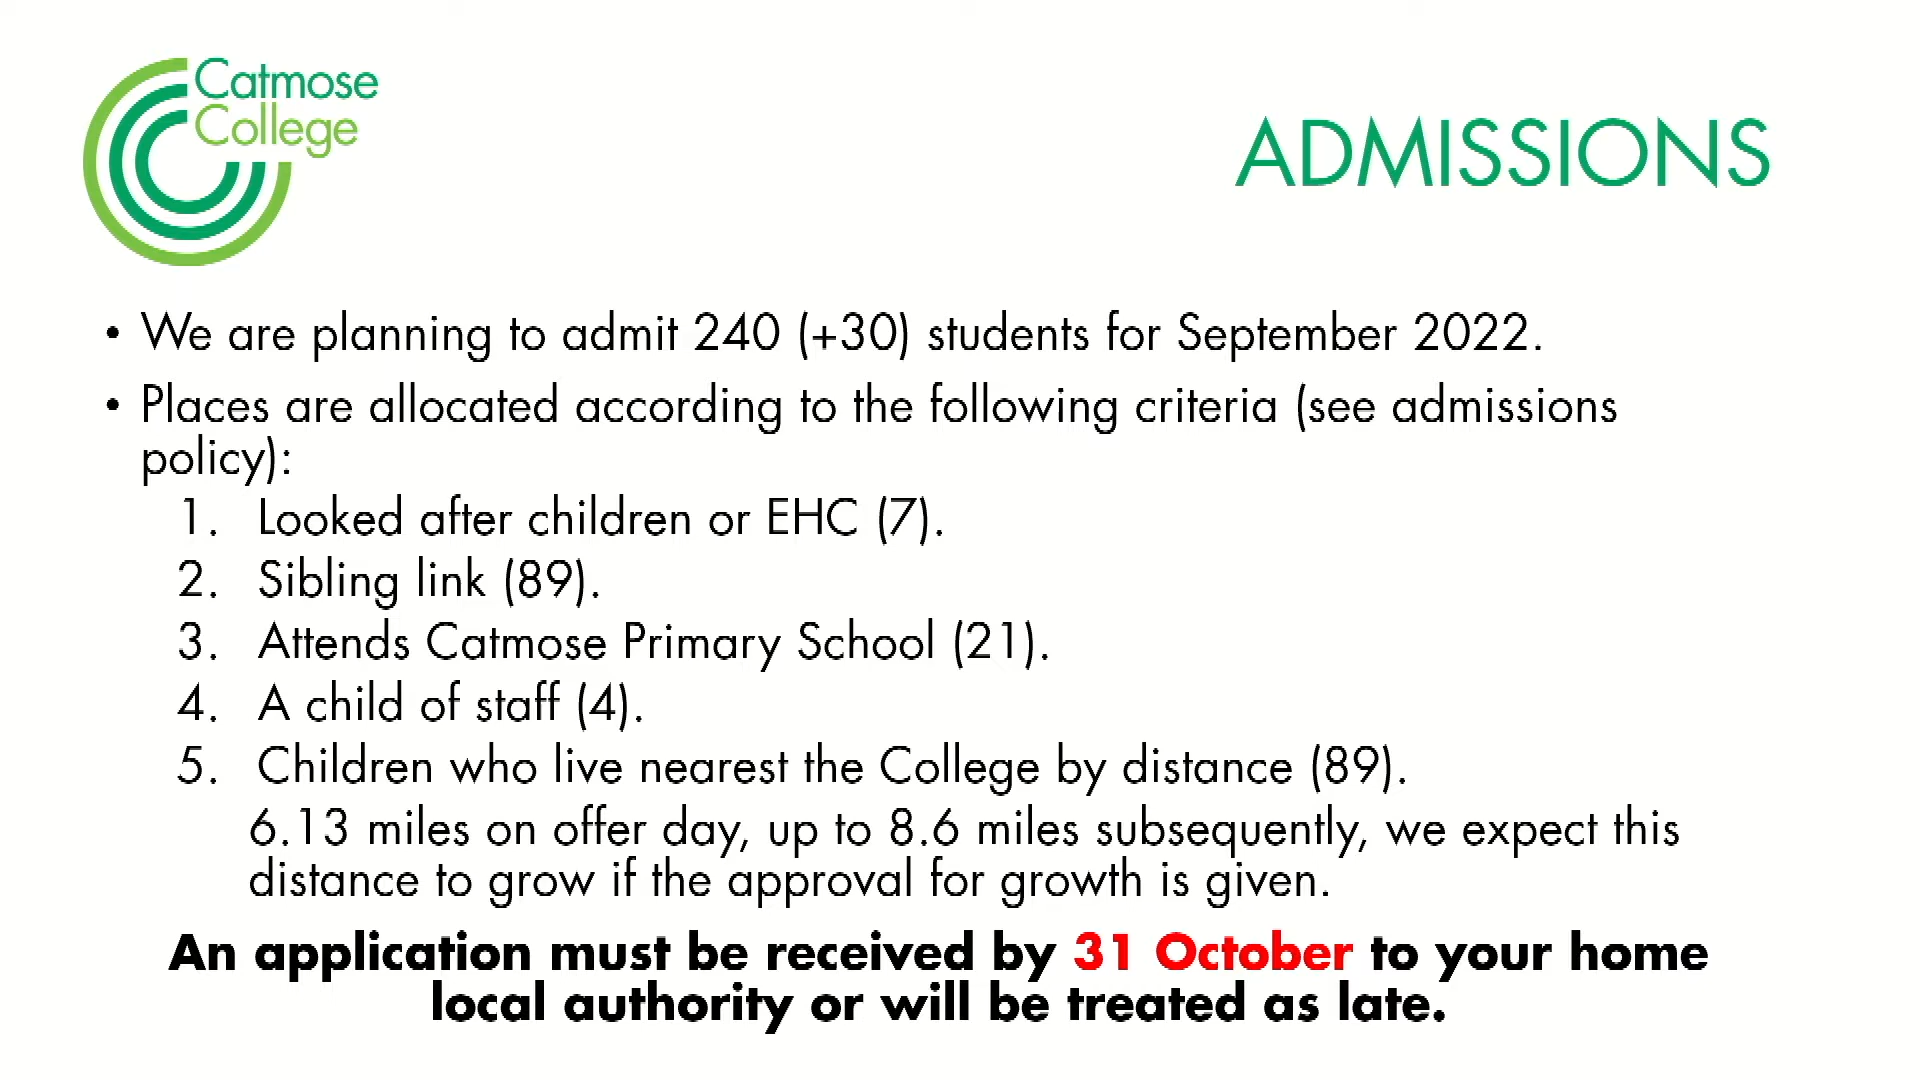 Catmose
College
ADMISSIONS
• We are planning to admit 240 (+30) students for September 2022.
• Places are allocated according to the following criteria (see admissions
policy):
1. Looked after children or EHC (7).
2. Sibling link (89).
3. Attends Catmose Primary School (21).
4. A child of staff (4).
5. Children who live nearest the College by distance (89).
6.13 miles on offer day, up to 8.6 miles subsequently, we expect this
distance to grow if the approval for growth is given.
An application must be received by 31 October to your home
local authority or will be treated as late.